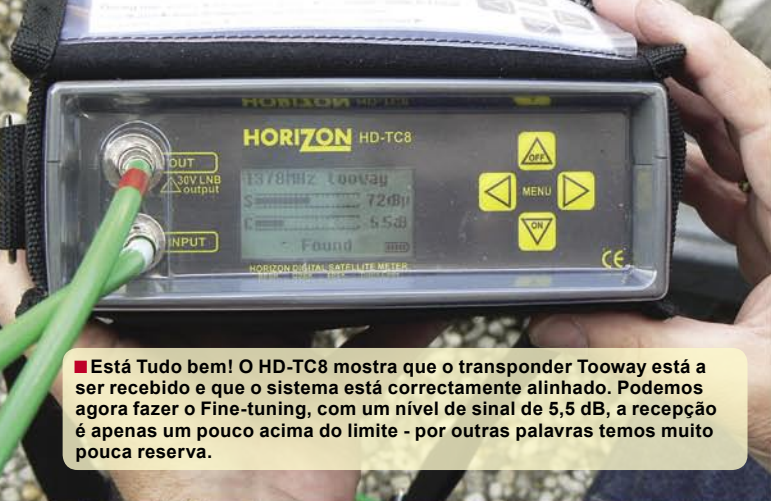 HORIZON HD-TC8
OUT
30V LNB
output
INPUT
1378MHz tooway
S 72dBµ
C 5.5dB
- Found
HORIZON DIGITAL SATELLITE METER
OFF
MENU
ON
CE
Está Tudo bem! O HD-TC8 mostra que o transponder Tooway está a
ser recebido e que o sistema está correctamente alinhado. Podemos
agora fazer o Fine-tuning, com um nível de sinal de 5,5 dB, a recepção
é apenas um pouco acima do limite - por outras palavras temos muito
pouca reserva.